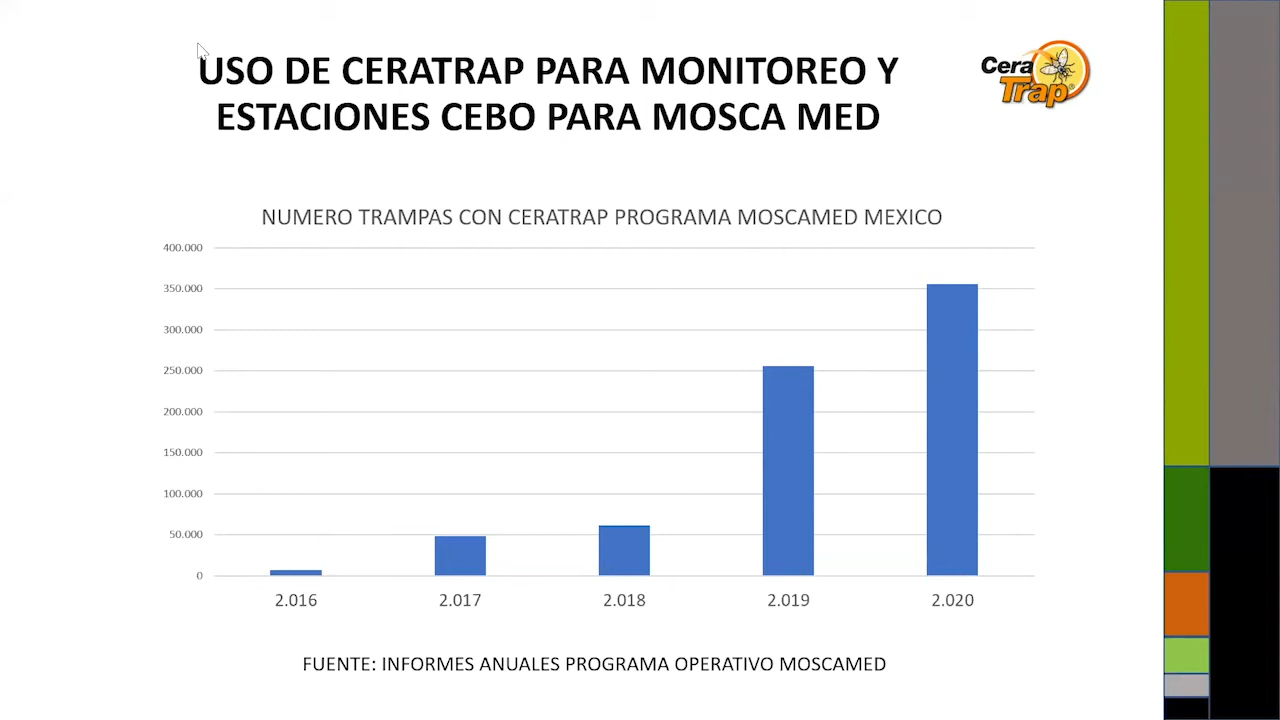 USO DE CERATRAP PARA MONITOREO Y
ESTACIONES CEBO PARA MOSCA MED
Cera
Trap®
NUMERO TRAMPAS CON CERATRAP PROGRAMA MOSCAMED MEXICO
400.000
350.000
300.000
250.000
200.000
150.000
100.000
50.000
0
2.016 2.017 2.018 2.019 2.020
FUENTE: INFORMES ANUALES PROGRAMA OPERATIVO MOSCAMED